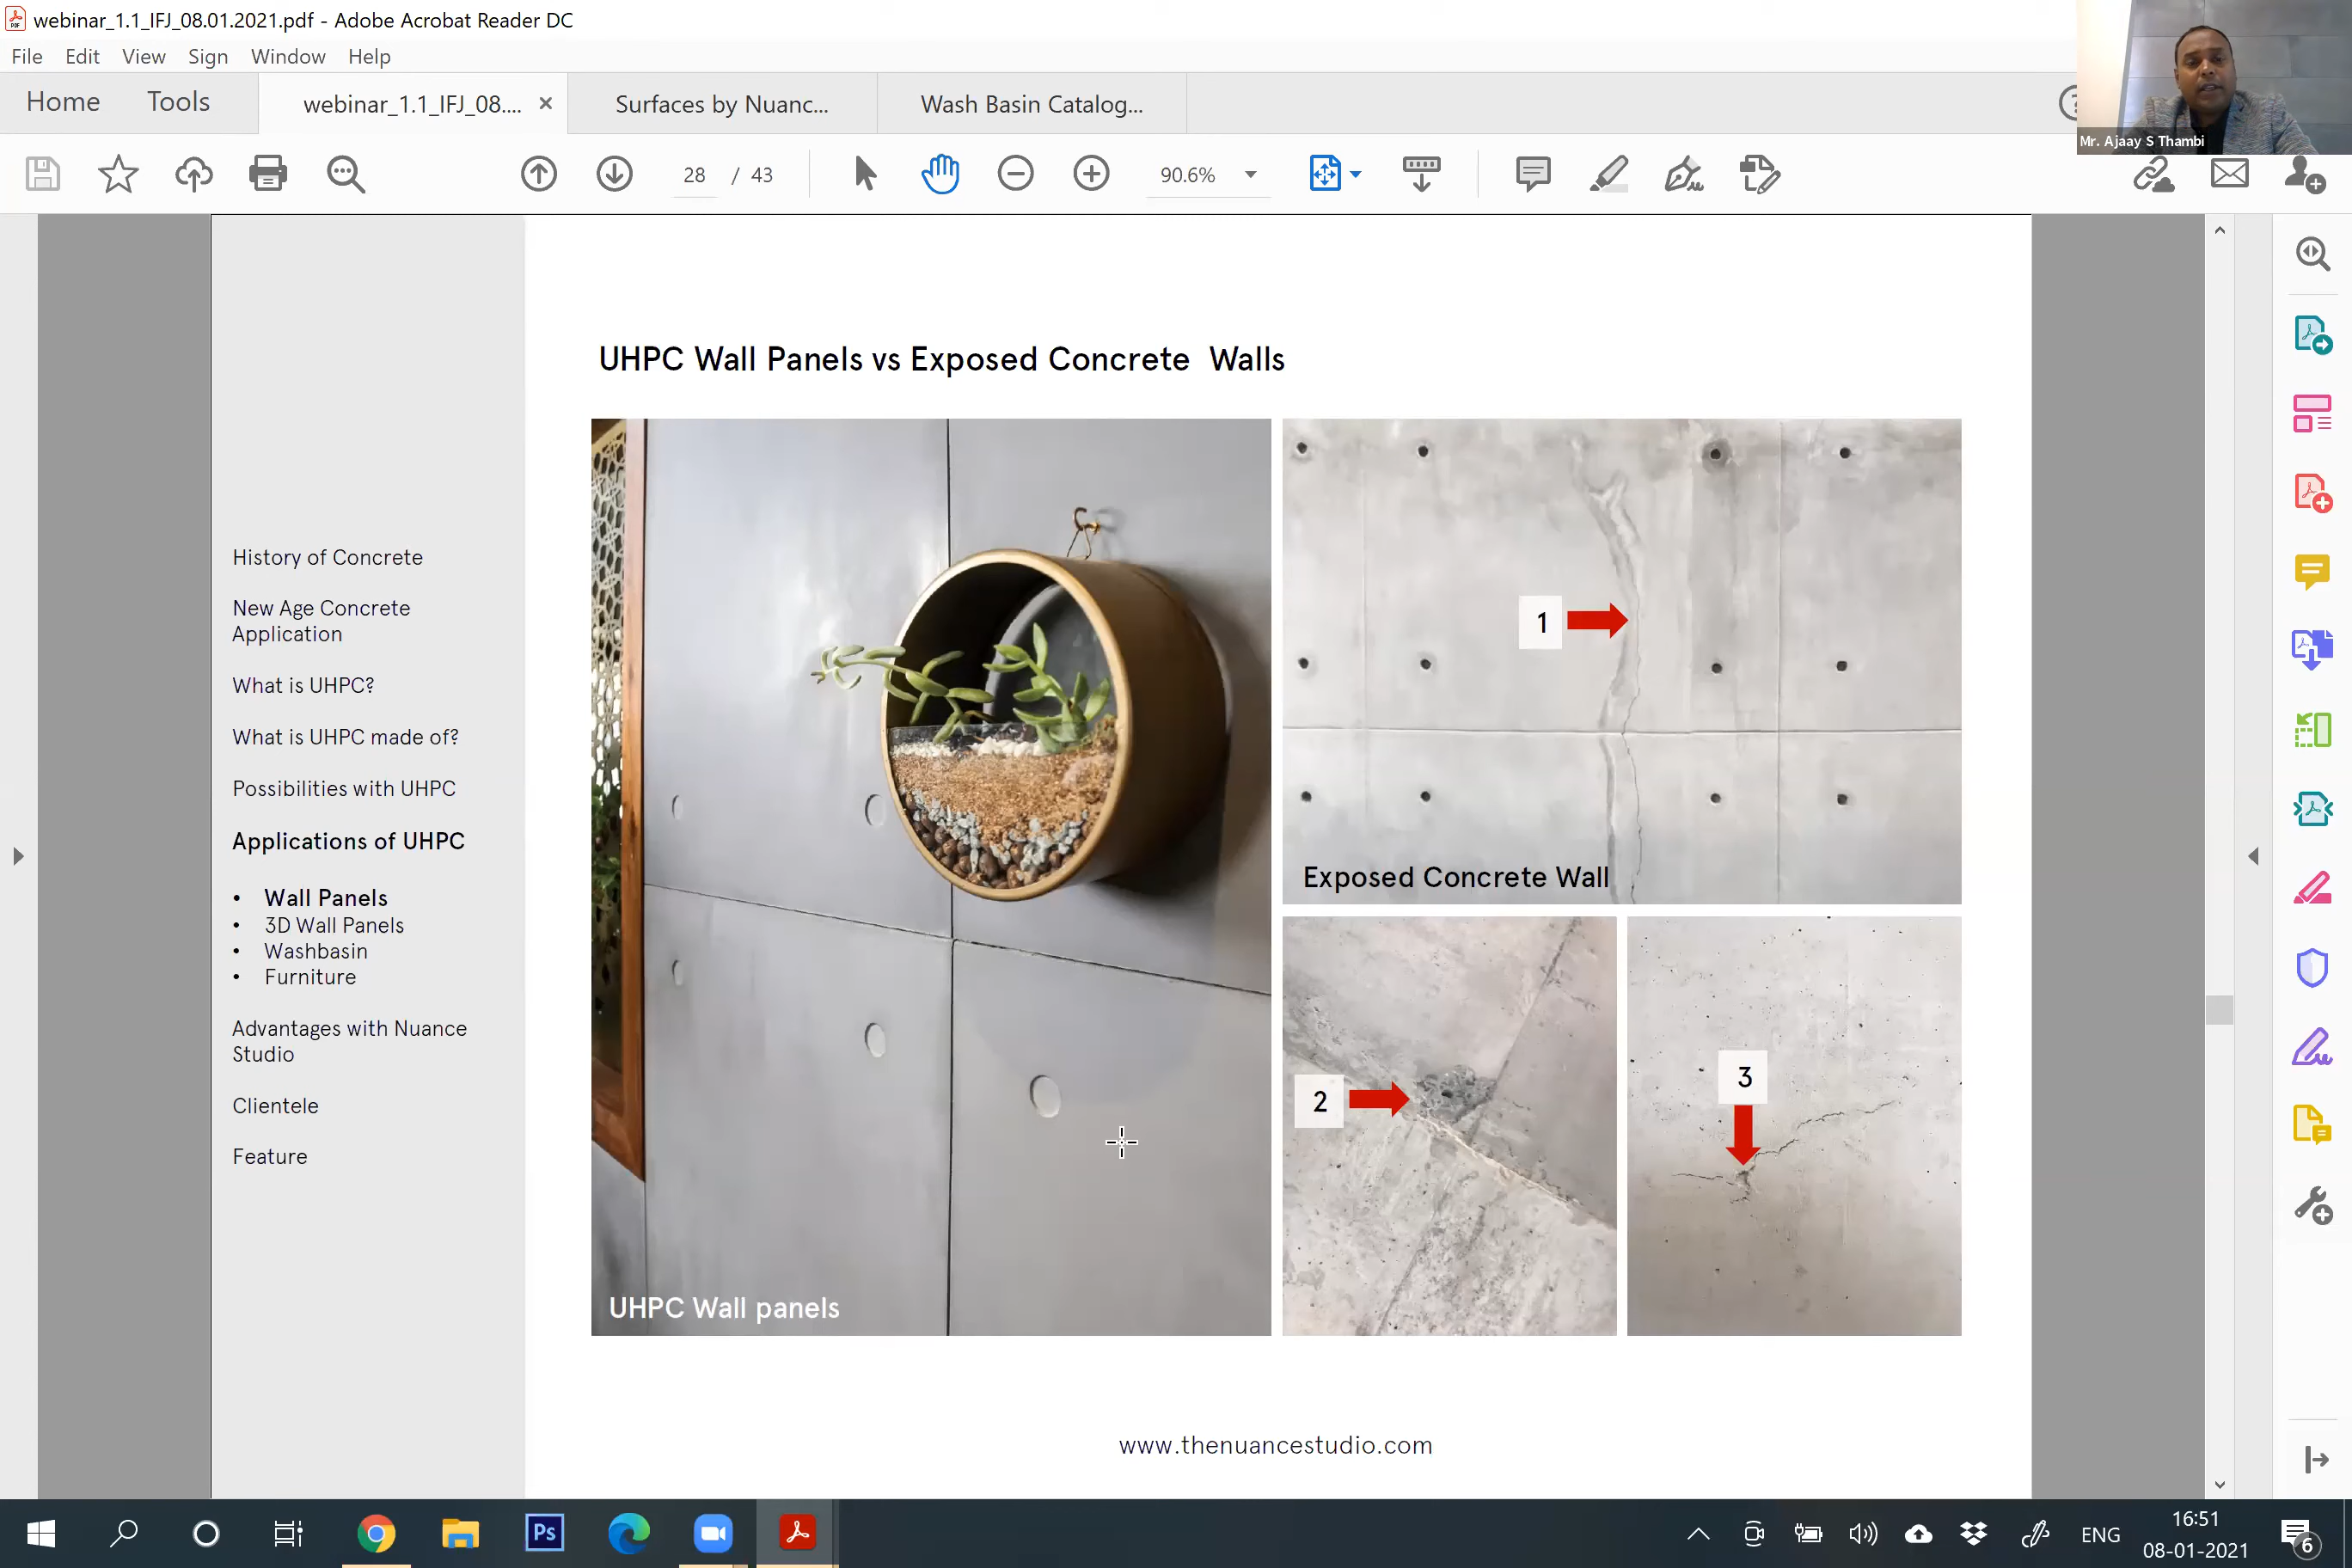 webinar_1.1_IFJ_08.01.2021.pdf - Adobe Acrobat Reader DC
File Edit View Sign Window Help
Home Tools webinar_1.1_IFJ_08.... Surfaces by Nuanc... Wash Basin Catalog...
Mr. Ajaay S Thambi
28 / 43 90.6%
UHPC Wall Panels vs Exposed Concrete Walls
History of Concrete
New Age Concrete
Application
What is UHPC?
What is UHPC made of?
Possibilities with UHPC
Applications of UHPC
• Wall Panels
• 3D Wall Panels
• Washbasin
• Furniture
Advantages with Nuance
Studio
Clientele
Feature
UHPC Wall panels
1
Exposed Concrete Wall
2
3
www.thenuancestudio.com
Ps
ENG
16:51
08-01-2021
6